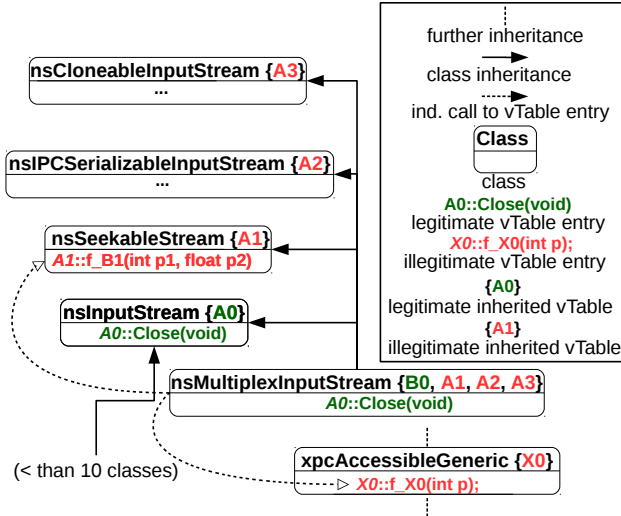 nsCloneableInputStream {A3}
...
nsIPCSerializableInputStream {A2}
...
nsSeekableStream {A1}
A1::f_B1(int p1, float p2)
nsInputStream {A0}
A0::Close(void)
nsMultiplexInputStream {B0, A1, A2, A3}
A0::Close(void)
(< than 10 classes)
xpcAccessibleGeneric {X0}
X0::f_X0(int p);
further inheritance
class inheritance
ind. call to vTable entry
Class
class
A0::Close(void)
legitimate vTable entry
X0::f_X0(int p);
illegitimate vTable entry
{A0}
legitimate inherited vTable
{A1}
illegitimate inherited vTable